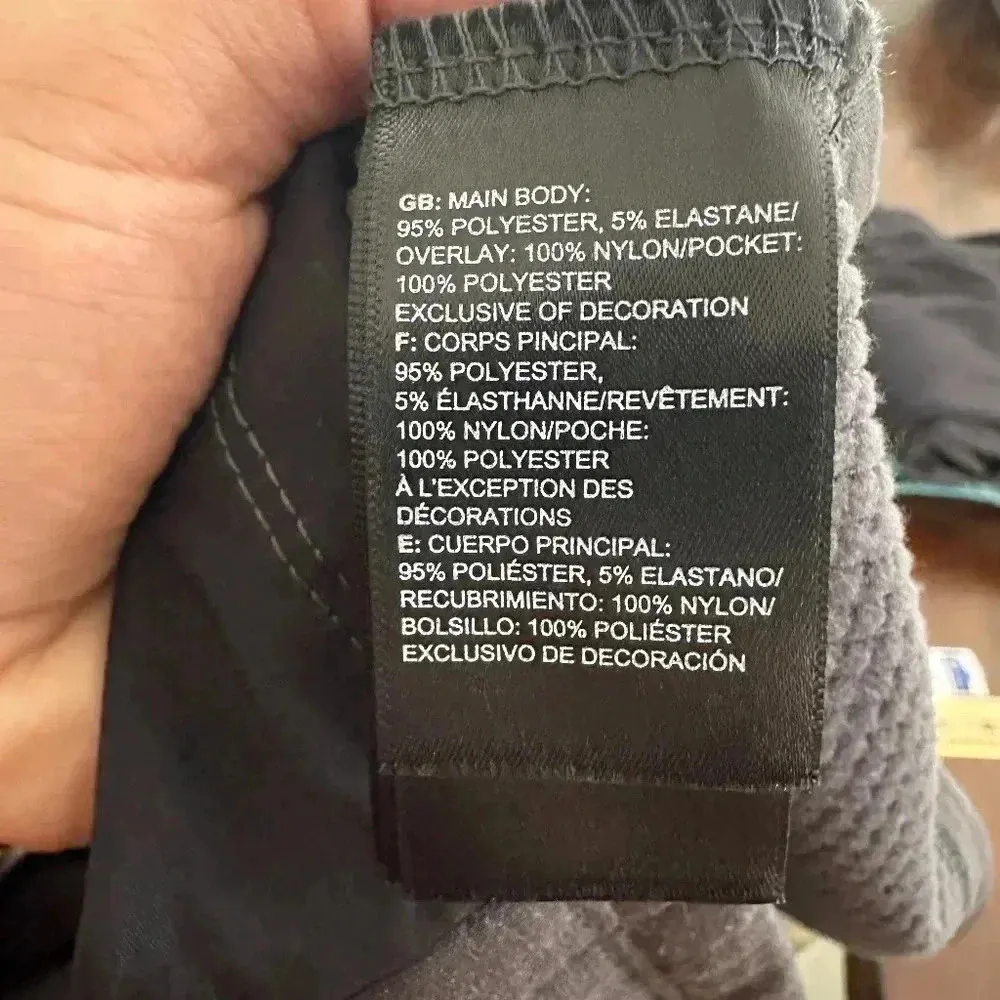 GB: MAIN BODY:
95% POLYESTER, 5% ELASTANE/
OVERLAY: 100% NYLON/POCKET:
100% POLYESTER
EXCLUSIVE OF DECORATION
F: CORPS PINCIPAL:
95% POLYESTER,
5% ÉLASTHANNE/REVÊTEMENT:
100% NYLON/POCHE:
100% POLYESTER
À L'EXCEPTION DES
DÉCORATIONS
E: CUERPO PRINCIPAL:
95% POLIÉSTER, 5% ELASTANO/
RECUBRIMIENTO: 100% NYLON/
BOLSILLO: 100% POLIÉSTER
EXCLUSIVO DE DECORACIÓN